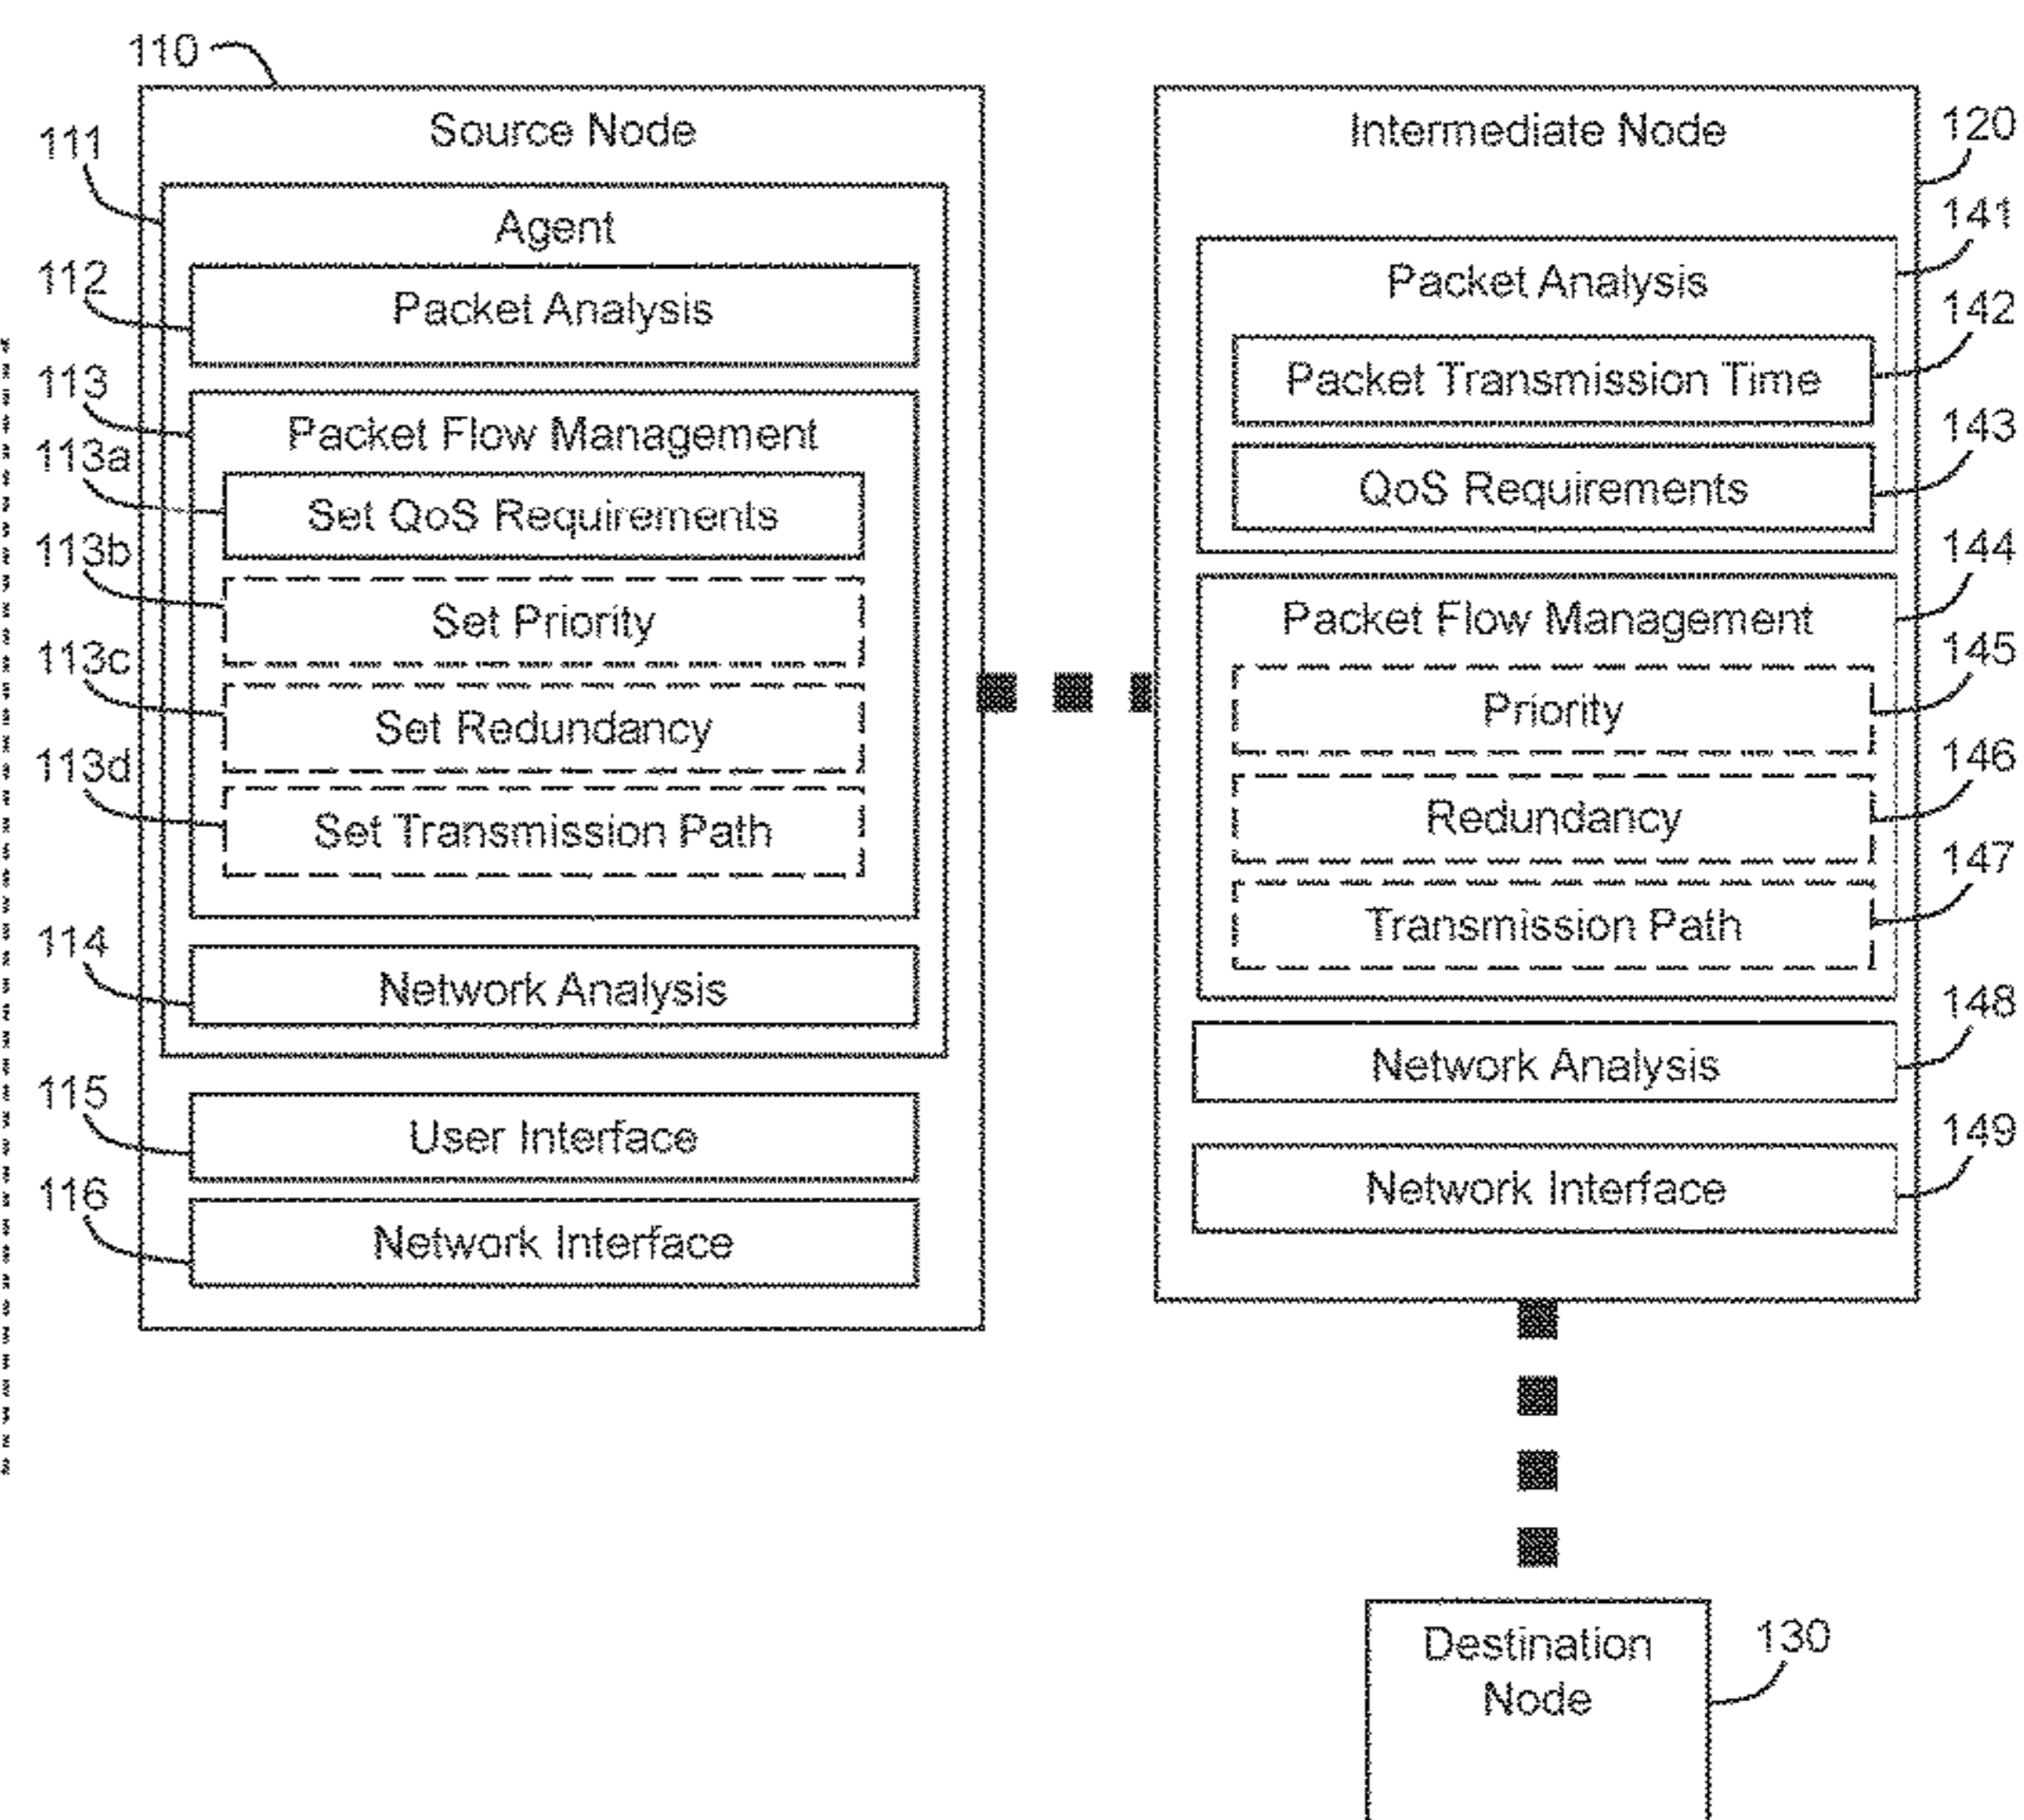 110
Source Node
111
Agent
112
Packet Analysis
113
Packet Flow Management
113a
Set QoS Requirements
113b
Set Priority
113c
Set Redundancy
113d
Set Transmission Path
114
Network Analysis
115
User Interface
116
Network Interface
Intermediate Node
120
141
Packet Analysis
142
Packet Transmission Time
143
QoS Requirements
144
Packet Flow Management
145
Priority
146
Redundancy
147
Transmission Path
148
Network Analysis
149
Network Interface
Destination
Node
130